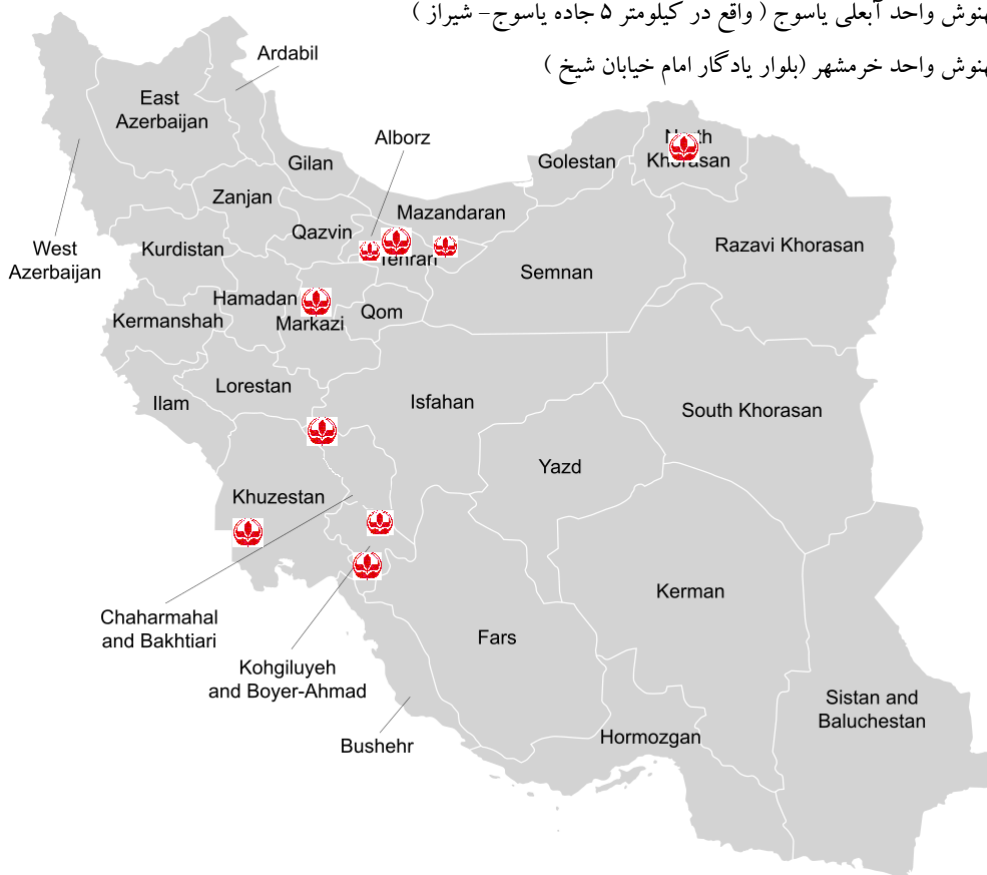 هنوش واحد آبعلی یاسوج ( واقع در کیلومتر ۵ جاده یاسوج- شیراز )
هنوش واحد خرمشهر (بلوار یادگار امام خیابان شیخ )
Ardabil
East
Azerbaijan
Alborz
North
Khorasan
Golestan
Gilan
Zanjan
Mazandaran
Qazvin
West
Azerbaijan
Kurdistan
Tehran
Razavi Khorasan
Semnan
Hamadan
Kermanshah
Markazi
Qom
Lorestan
Ilam
Isfahan
South Khorasan
Yazd
Khuzestan
Kerman
Chaharmahal
and Bakhtiari
Fars
Kohgiluyeh
and Boyer-Ahmad
Sistan and
Baluchestan
Bushehr
Hormozgan